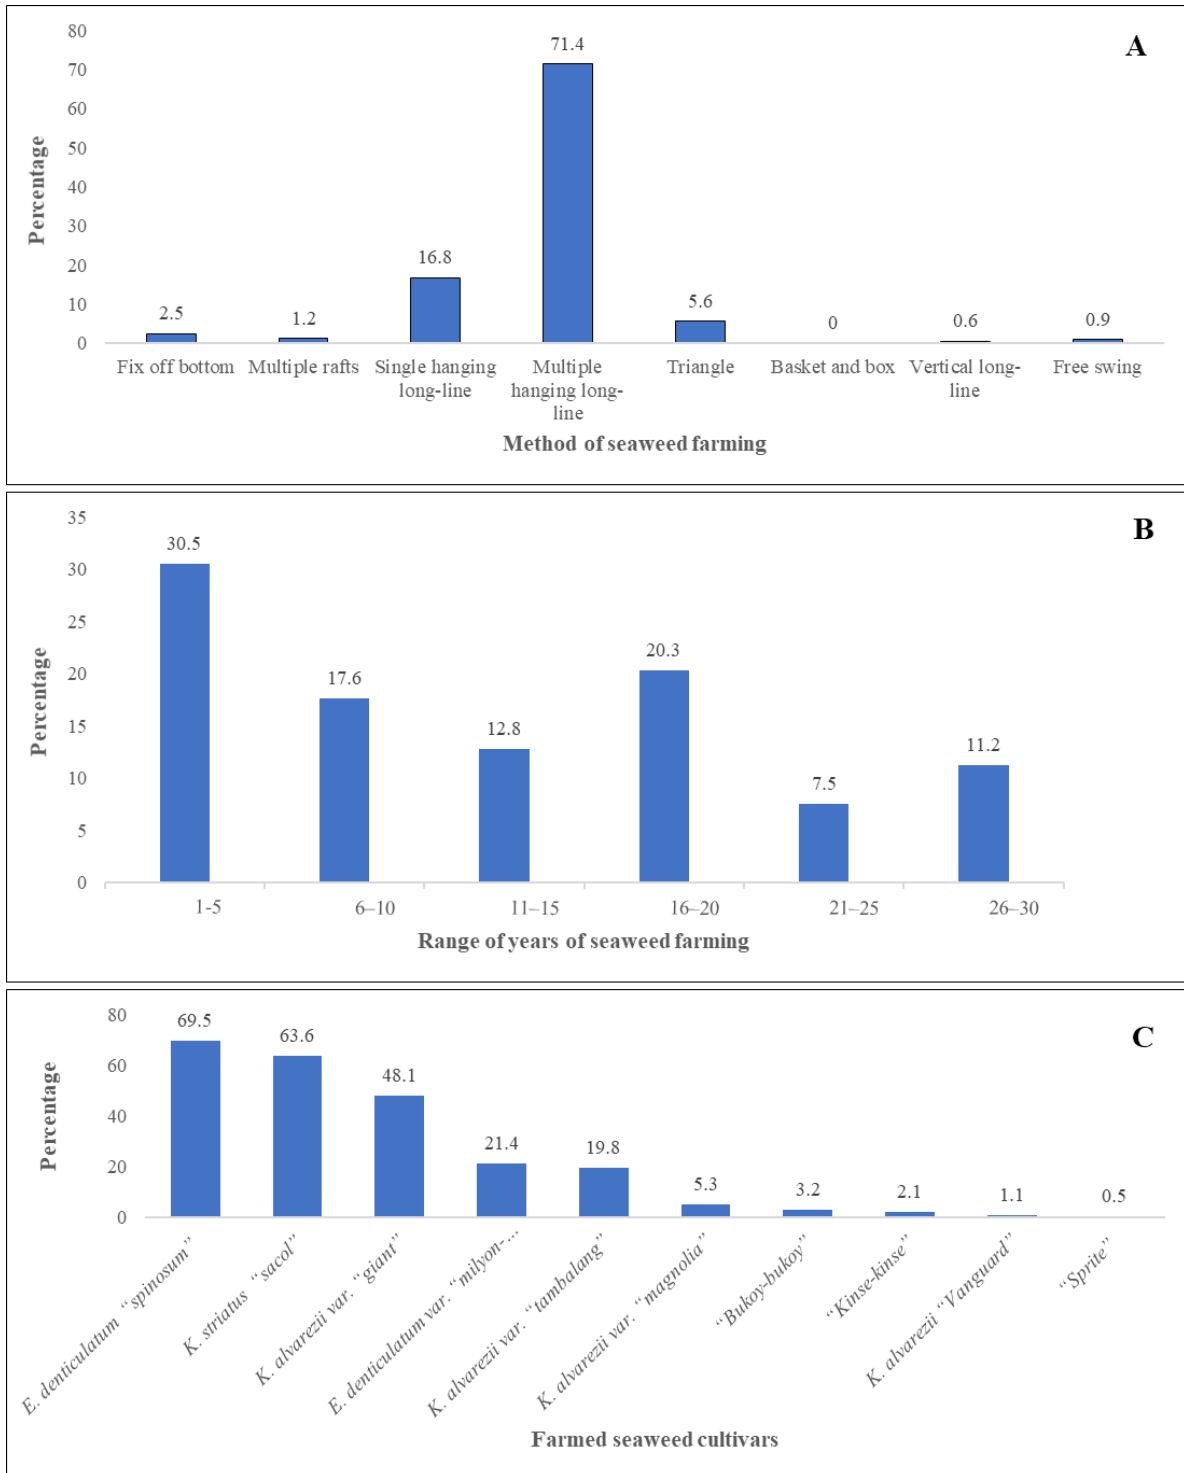 A
Percentage
80
70
60
50
40
30
20
10
0
2.5
1.2
16.8
71.4
5.6
0
0.6
0.9
Fix off bottom
Multiple rafts
Single hanging
long-line
Multiple
hanging long-
line
Triangle
Basket and box
Vertical long-
line
Free swing
Method of seaweed farming
B
Percentage
35
30
25
20
15
10
5
0
30.5
17.6
12.8
20.3
7.5
11.2
1-5
6–10
11–15
16–20
21–25
26–30
Range of years of seaweed farming
C
Percentage
80
60
40
20
0
69.5
63.6
48.1
21.4
19.8
5.3
3.2
2.1
1.1
0.5
E. denticulatum “spinosum”
K. striatus “sacol”
K. alvarezii var. “giant”
E. denticulatum var. “milyon-...
K. alvarezii var. “tambalang”
K. alvarezii var. “magnolia”
“Bukoy-bukoy”
“Kinse-kinse”
K. alvarezii “Vanguard”
“Sprite”
Farmed seaweed cultivars